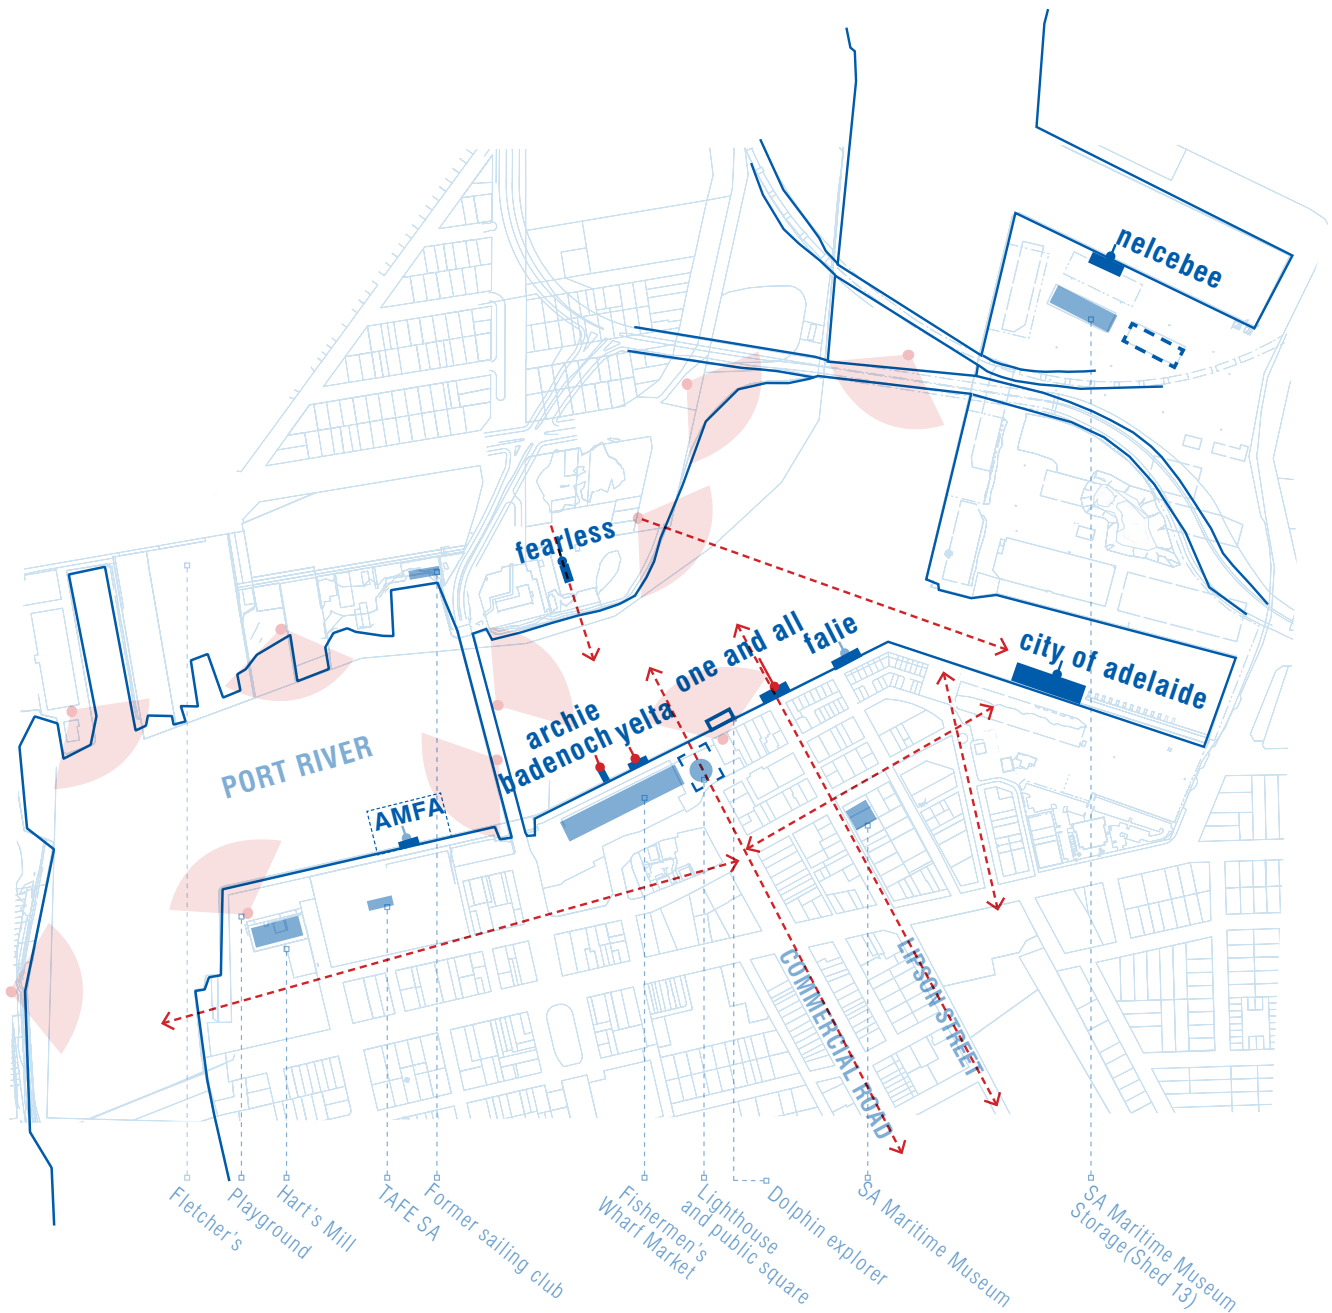 nelcebee
fearless
one and all
falie
city of adelaide
archie
badenoch
yelta
PORT RIVER
AMFA
COMMERCIAL ROAD
LIPSON STREET
Fletcher's
Playground
Hart's Mill
TAFE SA
Former sailing club
Fishermen's
Wharf Market
Lighthouse
and public square
Dolphin explorer
SA Maritime Museum
SA Maritime Museum
Storage(Shed 13)